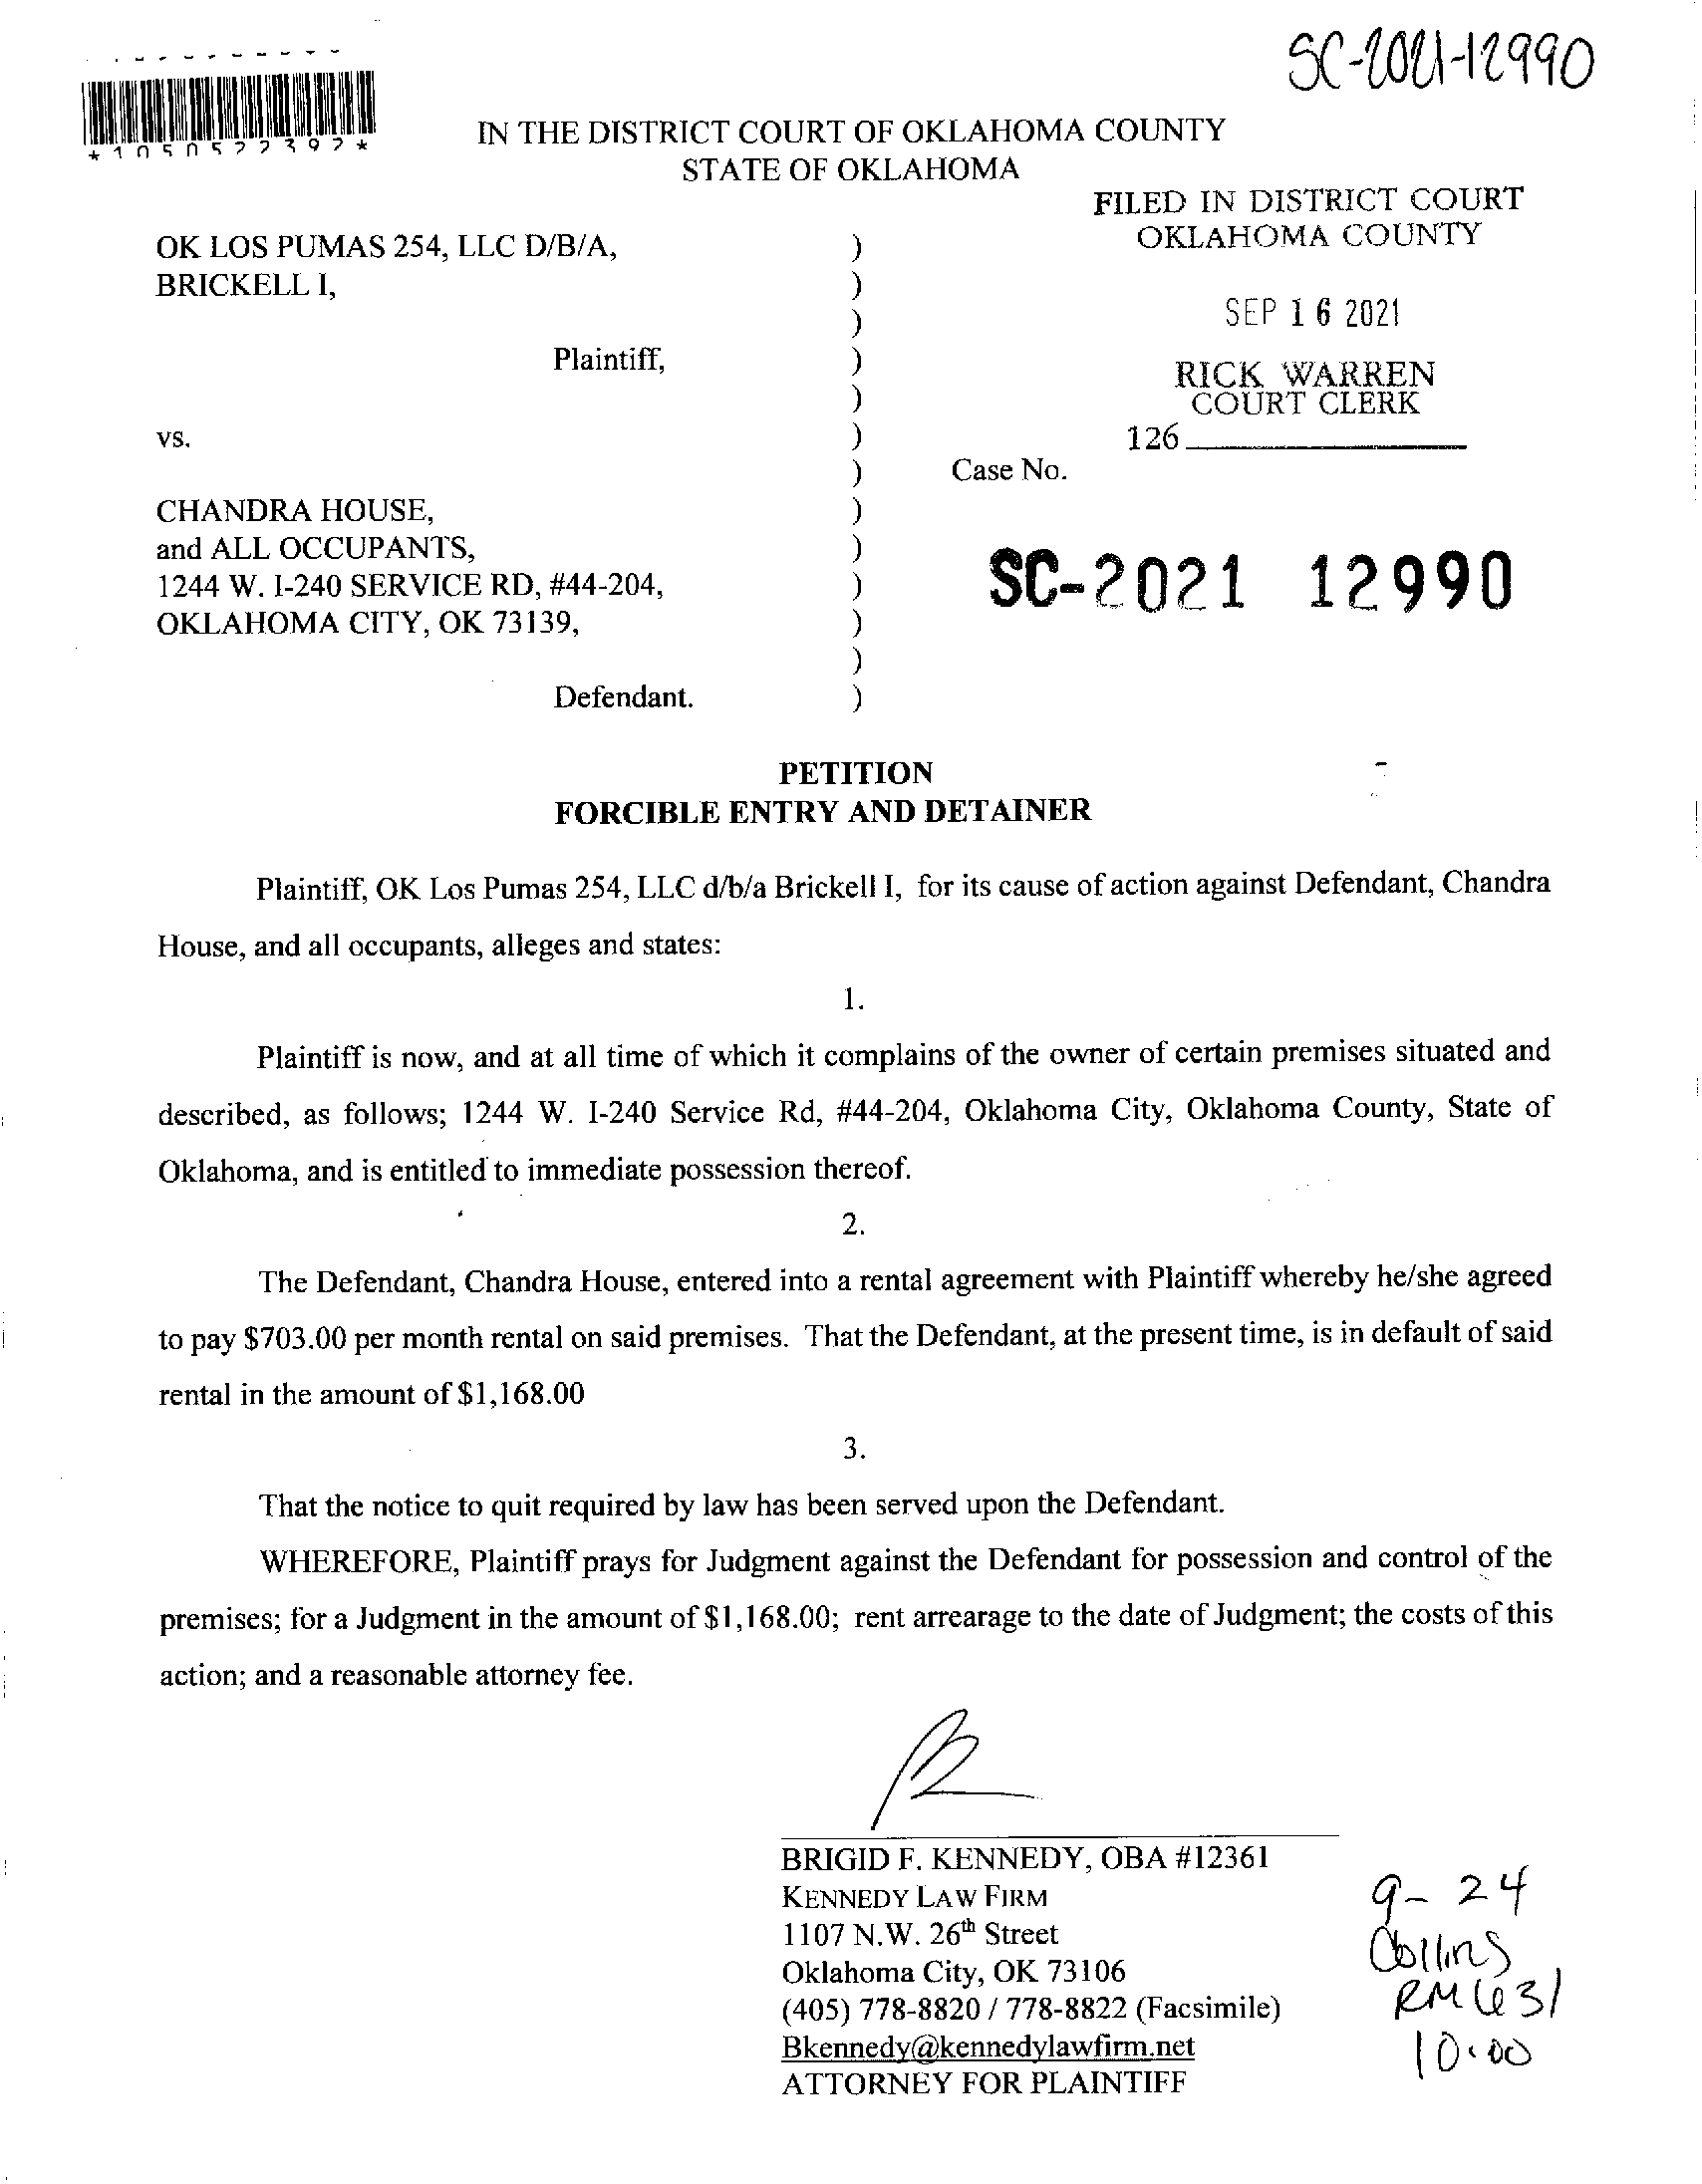 SC-2021-12990
*1050577397*
IN THE DISTRICT COURT OF OKLAHOMA COUNTY
STATE OF OKLAHOMA
FILED IN DISTRICT COURT
OKLAHOMA COUNTY
SEP 16 2021
RICK WARREN
COURT CLERK
126
OK LOS PUMAS 254, LLC D/B/A, )
BRICKELL I, )
)
Plaintiff, )
)
vs. )
) Case No.
CHANDRA HOUSE, )
and ALL OCCUPANTS, )
1244 W. I-240 SERVICE RD, #44-204, )
OKLAHOMA CITY, OK 73139, )
)
Defendant. )
SC-2021 12990
PETITION
FORCIBLE ENTRY AND DETAINER
Plaintiff, OK Los Pumas 254, LLC d/b/a Brickell I, for its cause of action against Defendant, Chandra
House, and all occupants, alleges and states:
1.
Plaintiff is now, and at all time of which it complains of the owner of certain premises situated and
described, as follows; 1244 W. I-240 Service Rd, #44-204, Oklahoma City, Oklahoma County, State of
Oklahoma, and is entitled to immediate possession thereof.
2.
The Defendant, Chandra House, entered into a rental agreement with Plaintiff whereby he/she agreed
to pay $703.00 per month rental on said premises. That the Defendant, at the present time, is in default of said
rental in the amount of $1,168.00
3.
That the notice to quit required by law has been served upon the Defendant.
WHEREFORE, Plaintiff prays for Judgment against the Defendant for possession and control of the
premises; for a Judgment in the amount of $1,168.00; rent arrearage to the date of Judgment; the costs of this
action; and a reasonable attorney fee.
BRIGID F. KENNEDY, OBA #12361
KENNEDY LAW FIRM
1107 N.W. 26th Street
Oklahoma City, OK 73106
(405) 778-8820 / 778-8822 (Facsimile)
Bkennedy@kennedylawfirm.net
ATTORNEY FOR PLAINTIFF
9-24
Collins
RM 631
10:00